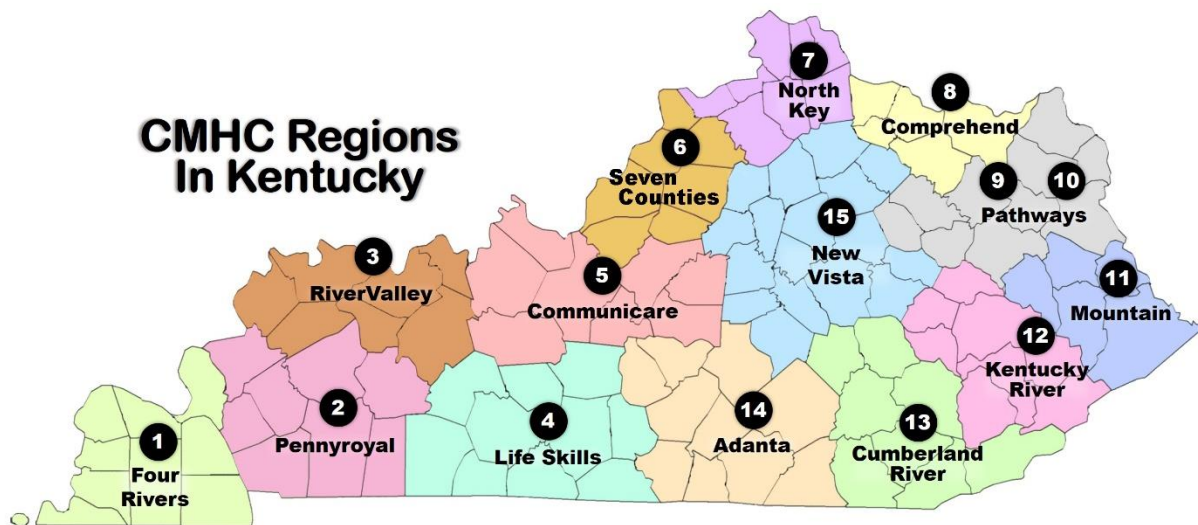 CMHC Regions
In Kentucky
1
Four
Rivers
2
Pennyroyal
3
RiverValley
4
Life Skills
5
Communicare
6
Seven
Counties
7
North
Key
8
Comprehend
9
10
Pathways
11
Mountain
12
Kentucky
River
13
Cumberland
River
14
Adanta
15
New
Vista